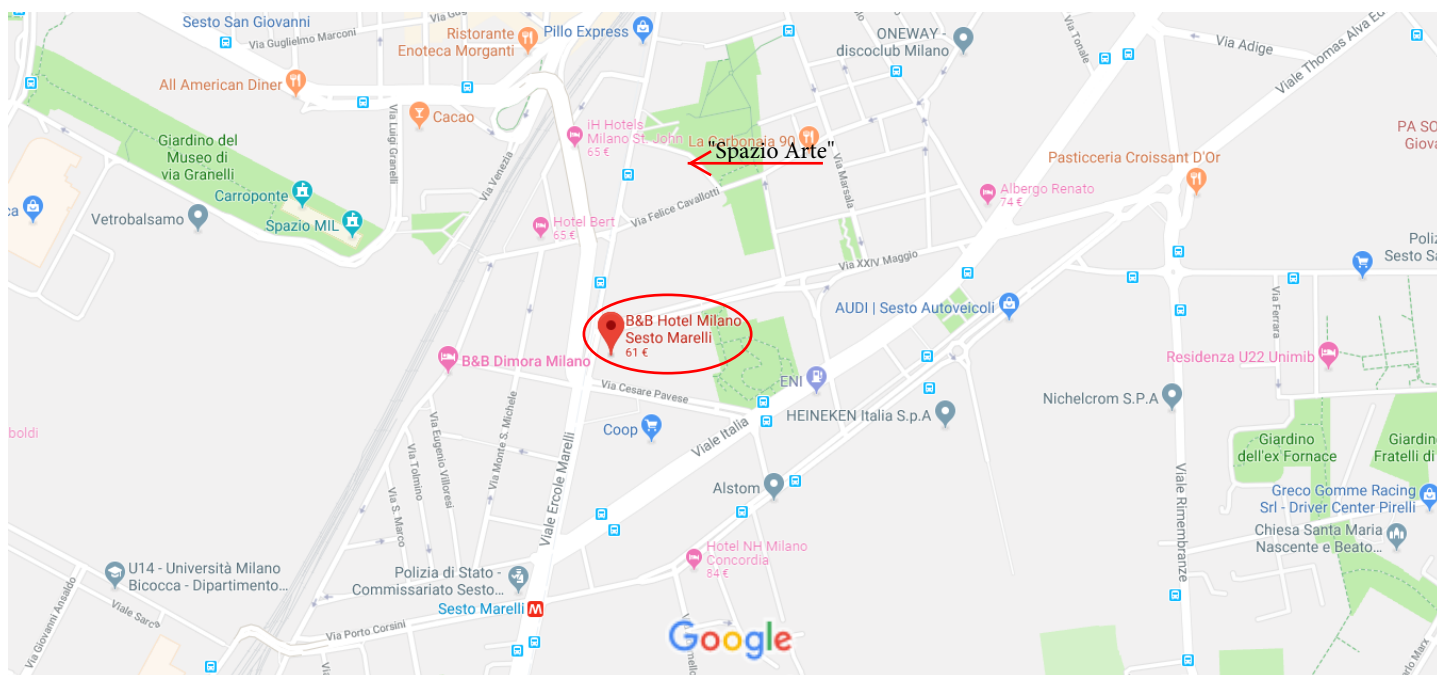 Sesto San Giovanni
Via Guglielmo Marconi
Ristorante
Enoteca Morganti
Pillo Express
ONEWAY -
discoclub Milano
Via Tonale
Via Adige
Viale Thomas Alva Ed
All American Diner
Cacao
Via Luigi Granelli
Via Venezia
iH Hotels
Milano St. John
65 €
La Carbonaia 90
"Spazio Arte"
Via Marsala
PA SO
Giova
Giardino del
Museo di
via Granelli
Carroponte
Spazio MIL
Vetrobalsamo
ca
Hotel Bert
65 €
Via Felice Cavallotti
Pasticceria Croissant D'Or
Albergo Renato
74 €
Poliz
Sesto Sa
Via XXIV Maggio
AUDI | Sesto Autoveicoli
Via Ferrara
B&B Hotel Milano
Sesto Marelli
61 €
B&B Dimora Milano
Via Cesare Pavese
ENI
Residenza U22 Unimib
HEINEKEN Italia S.p.A
Nichelcrom S.P.A
Coop
Viale Italia
boldi
Via Eugenio Villoresi
Via Monte S. Michele
Via Tolmino
Via S. Marco
Viale Ercole Marelli
Giardino
dell'ex Fornace
Giardin
Fratelli di
Alstom
Viale Rimembranze
Greco Gomme Racing
Srl - Driver Center Pirelli
Chiesa Santa Maria
Nascente e Beato...
Hotel NH Milano
Concordia
84 €
U14 - Università Milano
Bicocca - Dipartimento...
Polizia di Stato -
Commissariato Sesto...
Sesto Marelli M
Via Giovanni Ansaldo
Viale Sarca
Via Porto Corsini
Google